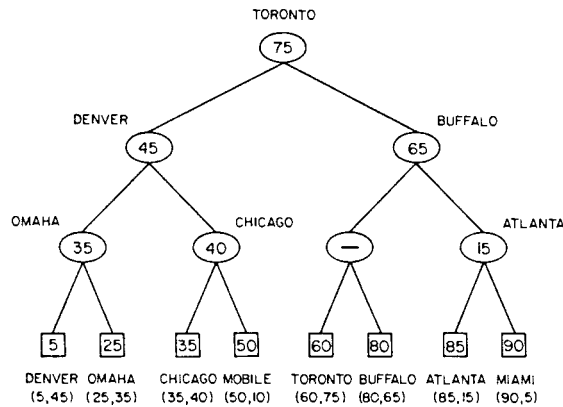 TORONTO
75
DENVER
BUFFALO
45
65
OMAHA
CHICAGO
ATLANTA
35
40
—
15
5
25
35
50
60
80
85
90
DENVER OMAHA CHICAGO MOBILE TORONTO BUFFALO ATLANTA MIAMI
(5,45) (25,35) (35,40) (50,10) (60,75) (80,65) (85,15) (90,5)